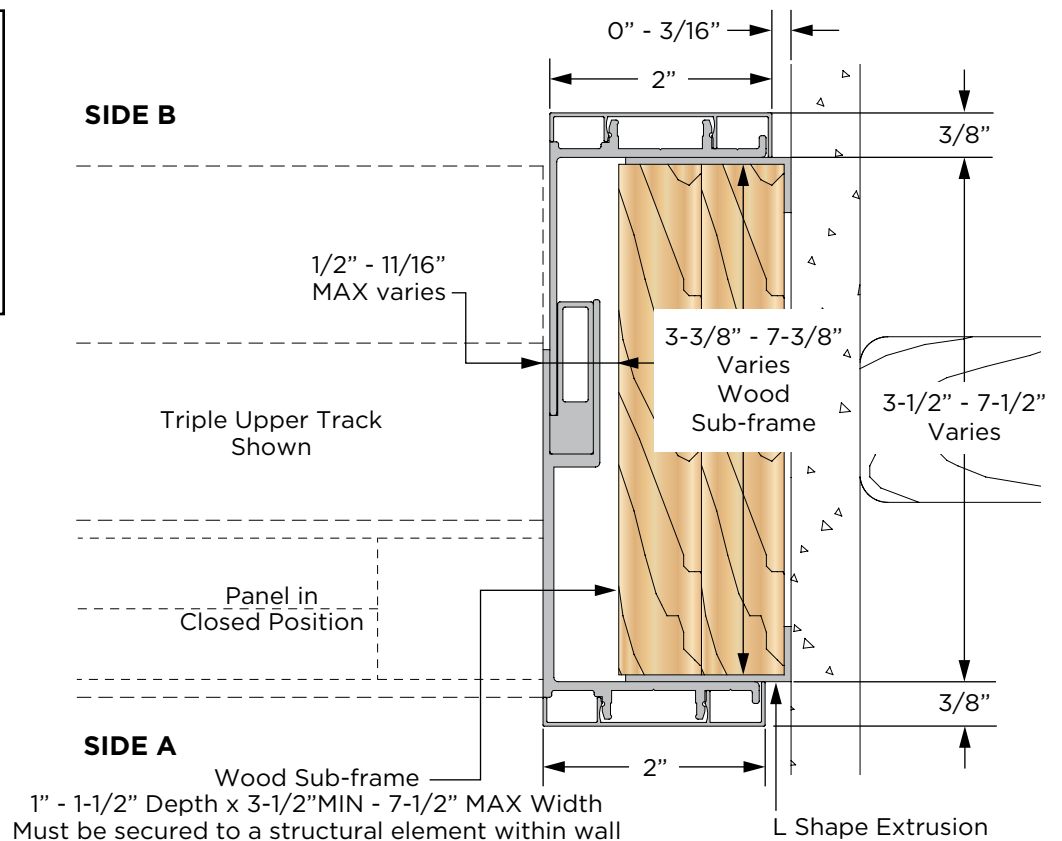 0” - 3/16”
2”
SIDE B
3/8”
1/2” - 11/16”
MAX varies
3-3/8” - 7-3/8”
Varies
Wood
Sub-frame
3-1/2” - 7-1/2”
Varies
Triple Upper Track
Shown
Panel in
Closed Position
3/8”
SIDE A
2”
Wood Sub-frame
1” - 1-1/2” Depth x 3-1/2”MIN - 7-1/2” MAX Width
Must be secured to a structural element within wall
L Shape Extrusion